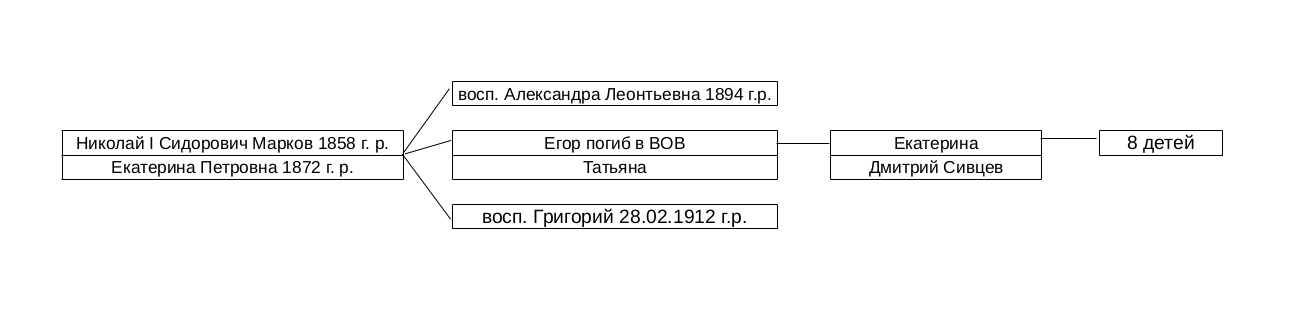 восп. Александра Леонтьевна 1894 г.р.
Николай I Сидорович Марков 1858 г. р.
Екатерина Петровна 1872 г. р.
Егор погиб в ВОВ
Татьяна
Екатерина
Дмитрий Сивцев
8 детей
восп. Григорий 28.02.1912 г.р.